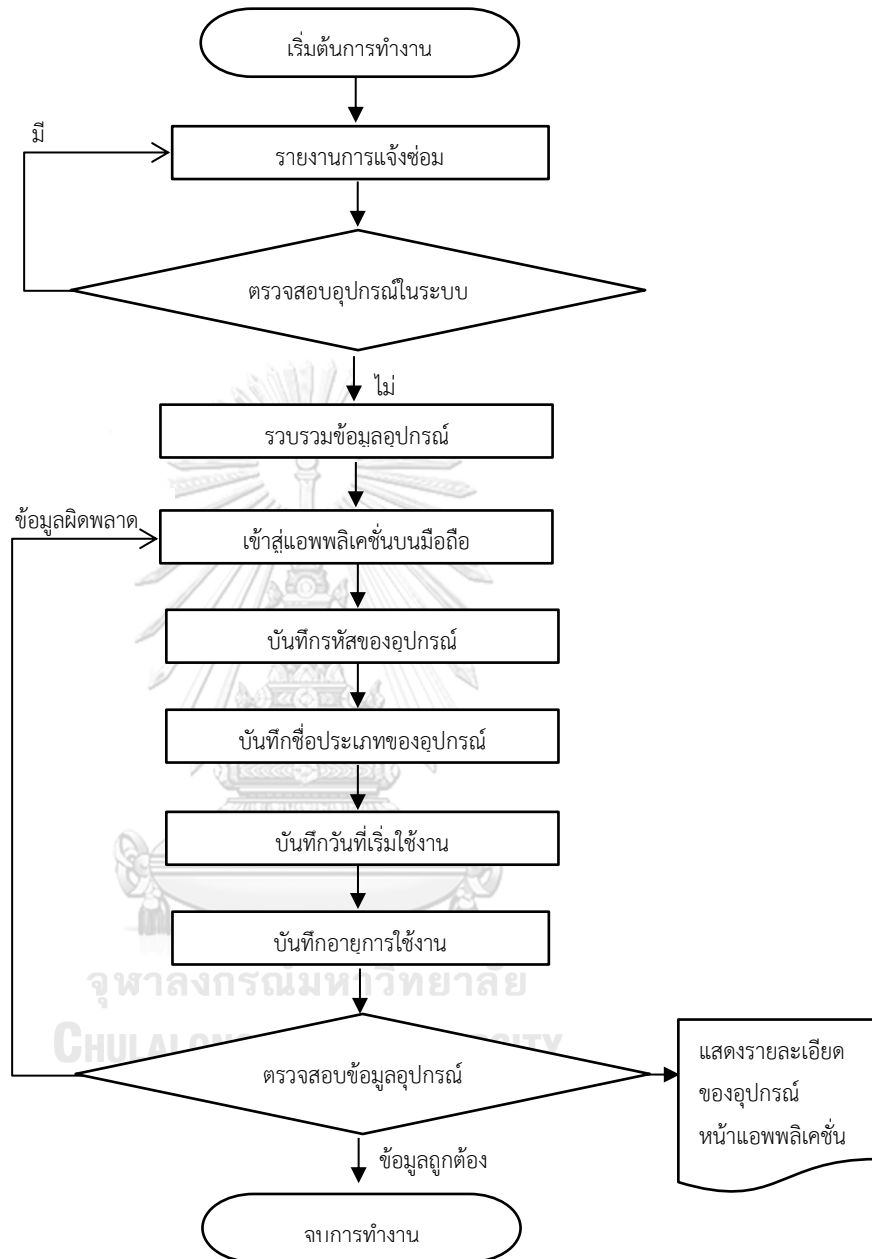 เริ่มต้นการทำงาน
มี
รายงานการแจ้งซ่อม
ตรวจสอบอุปกรณ์ในระบบ
ไม่
รวบรวมข้อมูลอุปกรณ์
ข้อมูลผิดพลาด
เข้าสู่แอพพลิเคชั่นบนมือถือ
บันทึกรหัสของอุปกรณ์
บันทึกชื่อประเภทของอุปกรณ์
บันทึกวันที่เริ่มใช้งาน
บันทึกอายุการใช้งาน
จุฬาลงกรณ์มหาวิทยาลัย
ตรวจสอบข้อมูลอุปกรณ์
แสดงรายละเอียด
ของอุปกรณ์
หน้าแอพพลิเคชั่น
ข้อมูลถูกต้อง
จบการทำงาน